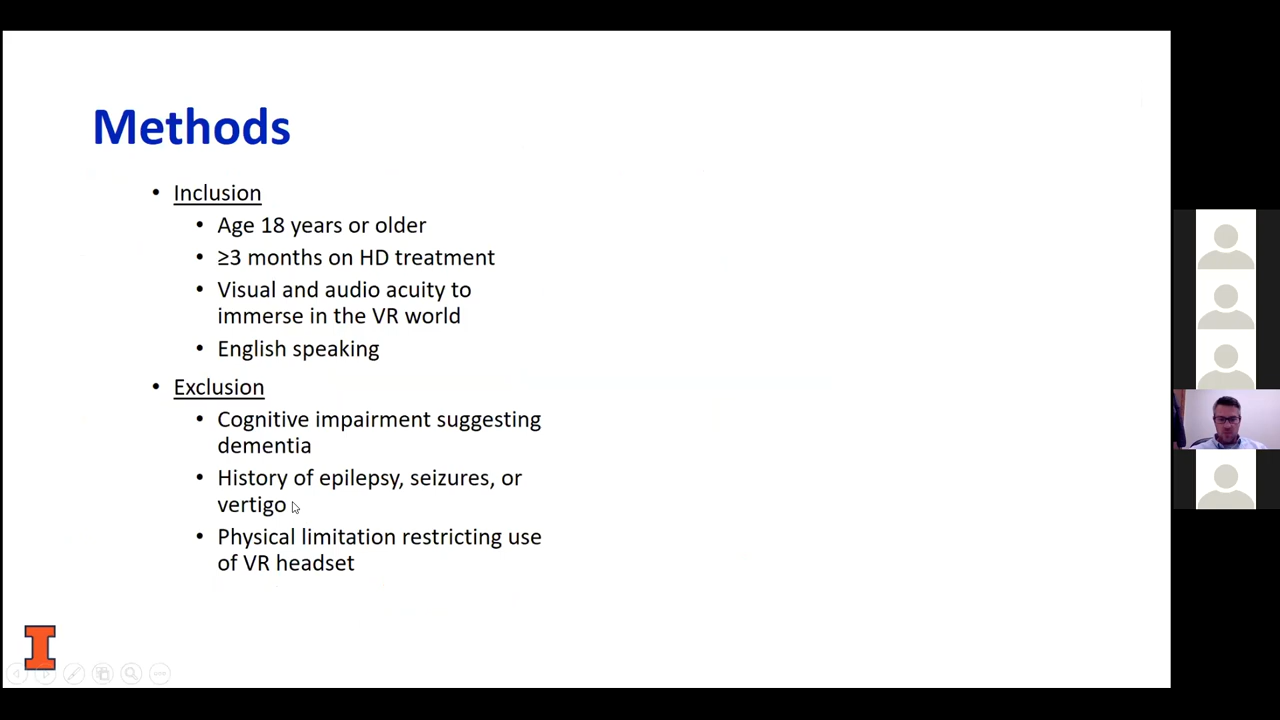 Methods
• Inclusion
• Age 18 years or older
• ≥3 months on HD treatment
• Visual and audio acuity to
immerse in the VR world
• English speaking
• Exclusion
• Cognitive impairment suggesting
dementia
• History of epilepsy, seizures, or
vertigo
• Physical limitation restricting use
of VR headset
I